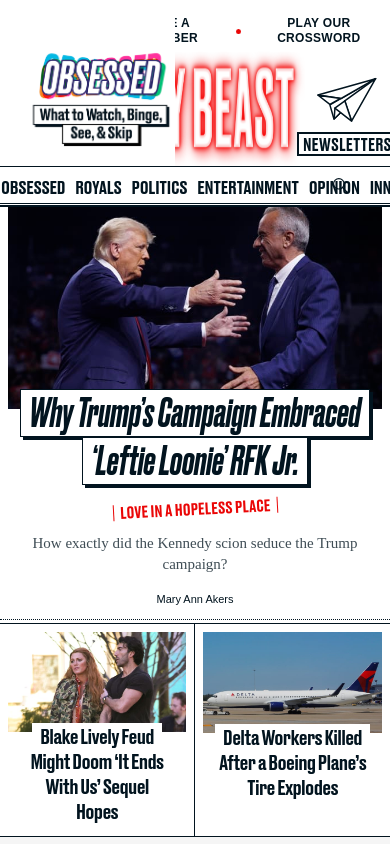 E A
BER
PLAY OUR
CROSSWORD
OBSESSED
What to Watch, Binge,
See, & Skip
Y BEAST
NEWSLETTERS
OBSESSED ROYALS POLITICS ENTERTAINMENT OPINION INN
Why Trump's Campaign Embraced
'Leftie Loonie' RFK Jr.
LOVE IN A HOPELESS PLACE
How exactly did the Kennedy scion seduce the Trump
campaign?
Mary Ann Akers
Blake Lively Feud
Might Doom 'It Ends
With Us' Sequel
Hopes
DELTA
Delta Workers Killed
After a Boeing Plane's
Tire Explodes